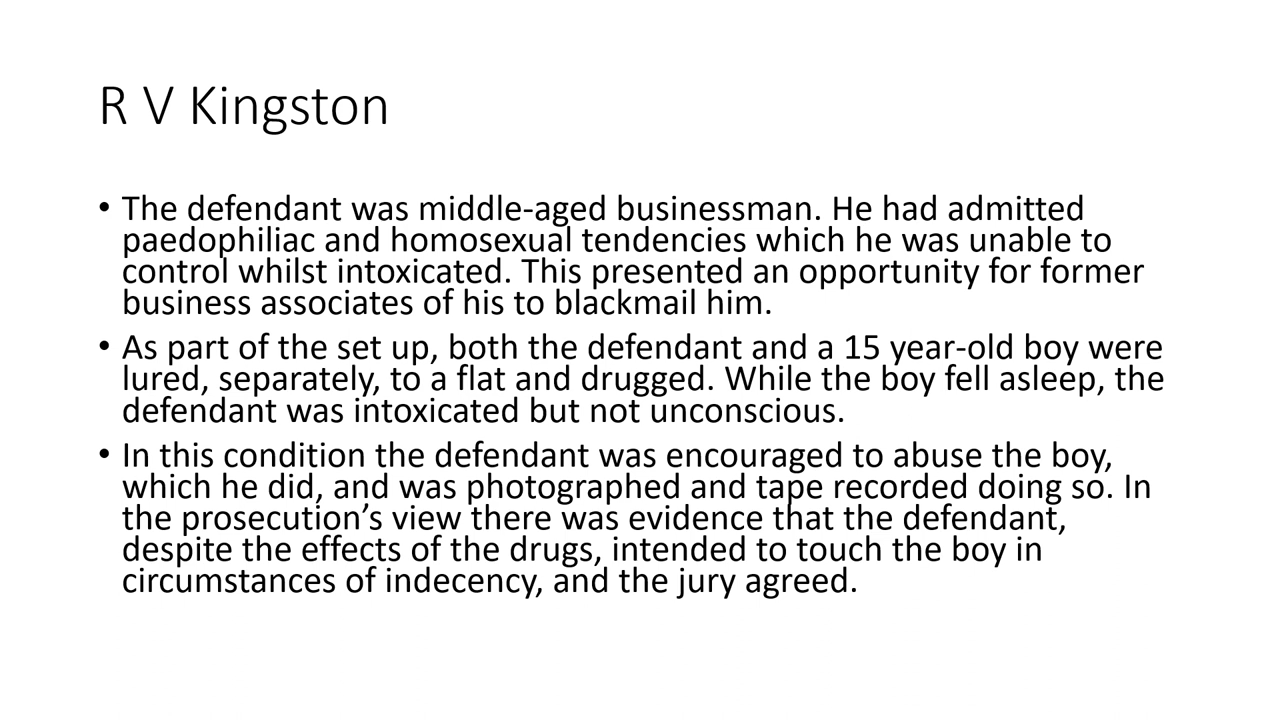 R V Kingston
• The defendant was middle-aged businessman. He had admitted
paedophiliac and homosexual tendencies which he was unable to
control whilst intoxicated. This presented an opportunity for former
business associates of his to blackmail him.
• As part of the set up, both the defendant and a 15 year-old boy were
lured, separately, to a flat and drugged. While the boy fell asleep, the
defendant was intoxicated but not unconscious.
• In this condition the defendant was encouraged to abuse the boy,
which he did, and was photographed and tape recorded doing so. In
the prosecution’s view there was evidence that the defendant,
despite the effects of the drugs, intended to touch the boy in
circumstances of indecency, and the jury agreed.